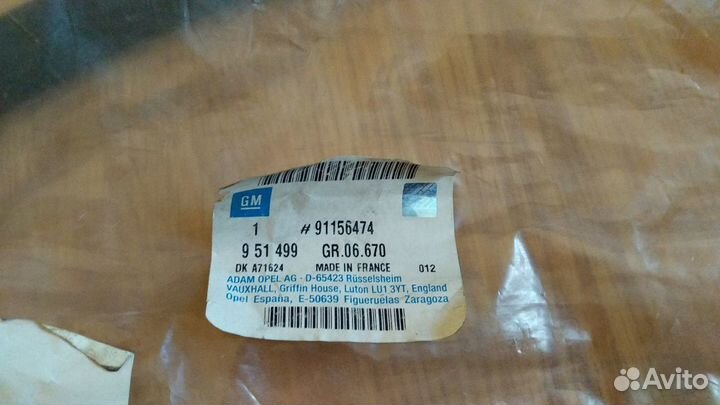 GM
1 # 91156474
9 51 499 GR.06.670
DK A71624 MADE IN FRANCE 012
ADAM OPEL AG - D-65423 Rüsselsheim
VAUXHALL, Griffin House, Luton LU1 3YT, England
Opel España, E-50639 Figueruelas Zaragoza
Avito